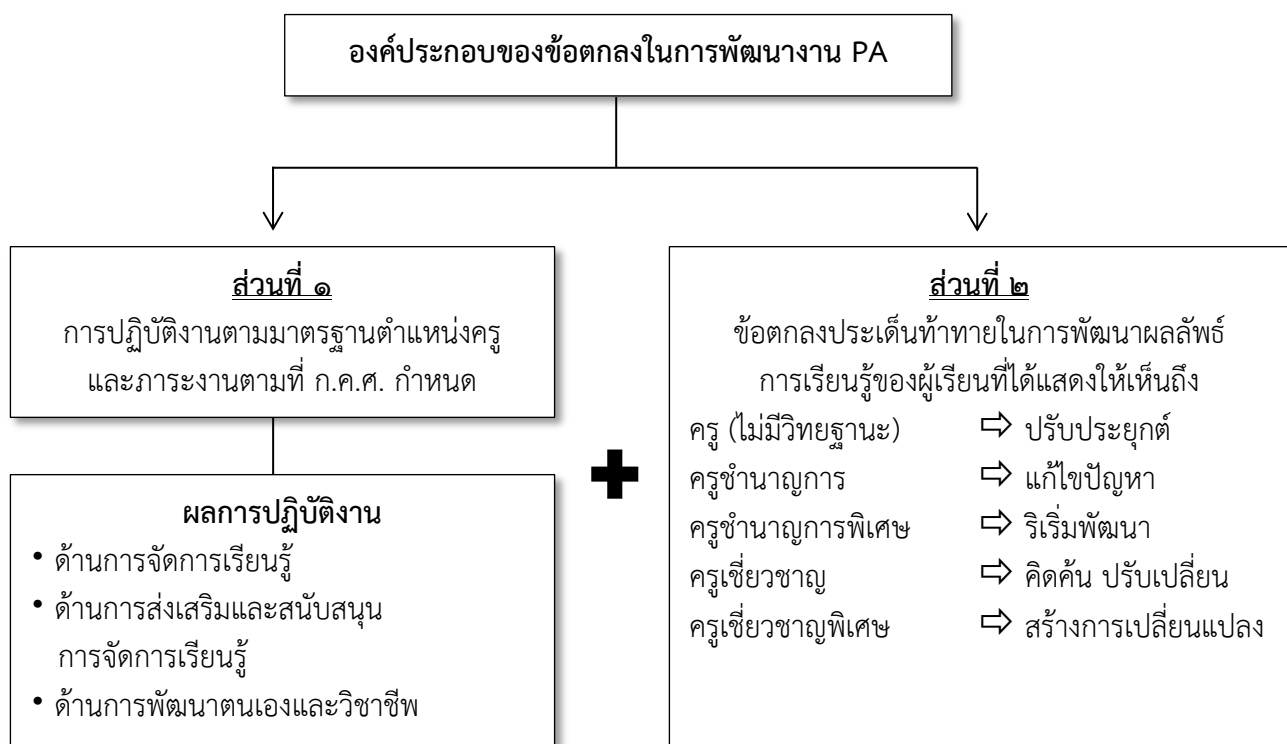 องค์ประกอบของข้อตกลงในการพัฒนางาน PA
ส่วนที่ ๑
การปฏิบัติงานตามมาตรฐานตำแหน่งครู
และภาระงานตามที่ ก.ค.ศ. กำหนด
ผลการปฏิบัติงาน
• ด้านการจัดการเรียนรู้
• ด้านการส่งเสริมและสนับสนุน
การจัดการเรียนรู้
• ด้านการพัฒนาตนเองและวิชาชีพ
ส่วนที่ ๒
ข้อตกลงประเด็นท้าทายในการพัฒนาผลลัพธ์
การเรียนรู้ของผู้เรียนที่ได้แสดงให้เห็นถึง
ครู (ไม่มีวิทยฐานะ) ⇨ ปรับประยุกต์
ครูชำนาญการ ⇨ แก้ไขปัญหา
ครูชำนาญการพิเศษ ⇨ ริเริ่มพัฒนา
ครูเชี่ยวชาญ ⇨ คิดค้น ปรับเปลี่ยน
ครูเชี่ยวชาญพิเศษ ⇨ สร้างการเปลี่ยนแปลง